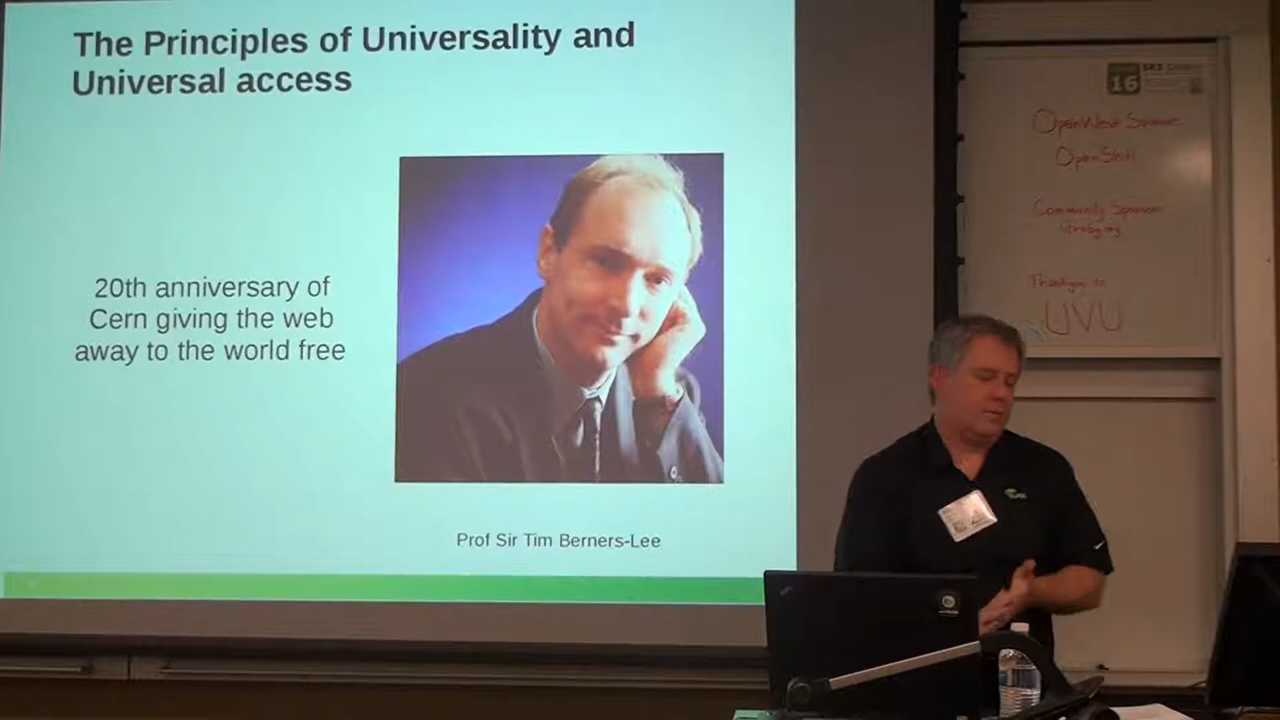 The Principles of Universality and
Universal access
20th anniversary of
Cern giving the web
away to the world free
Prof Sir Tim Berners-Lee
16
OpenWest Sponsor
Community Sponsor
Thankyou to
UVU